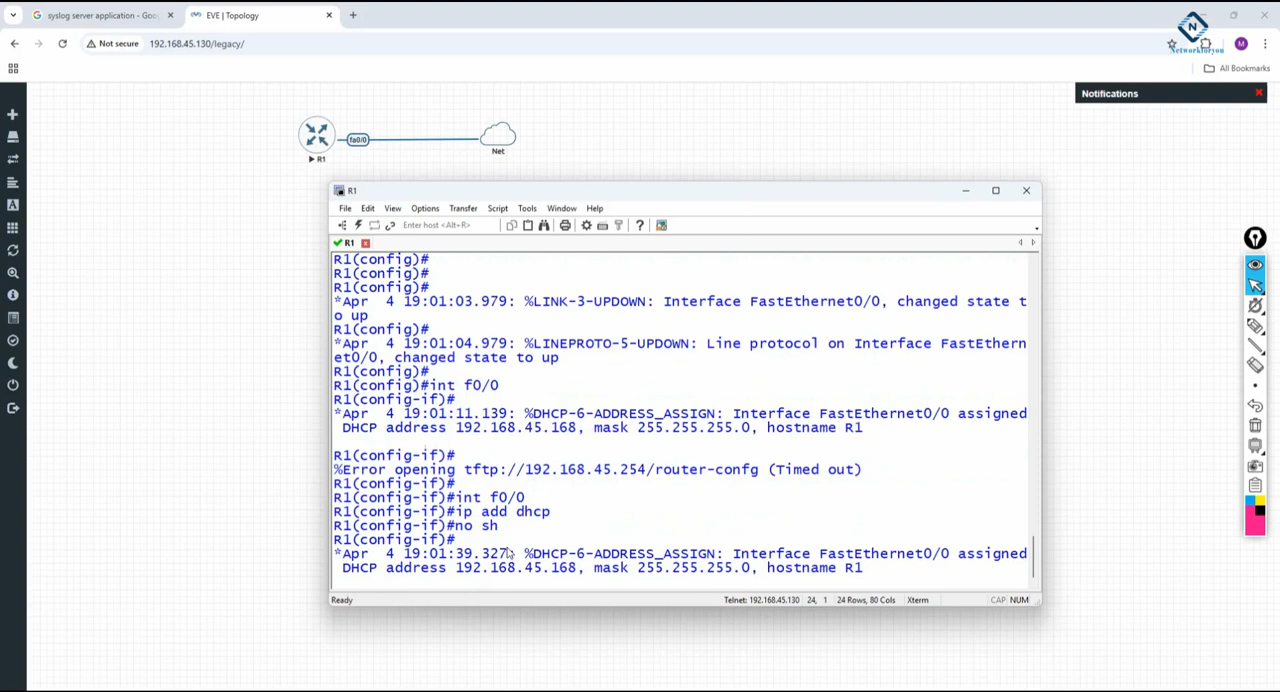 syslog server application - Goo
EVE | Topology
Not secure
192.168.45.130/legacy/
N
Networkforyou
M
All Bookmarks
Notifications
fa0/0
R1
Net
R1
File Edit View Options Transfer Script Tools Window Help
Enter host <Alt+R>
R1
R1(config)#
R1(config)#
R1(config)#
*Apr  4 19:01:03.979: %LINK-3-UPDOWN: Interface FastEthernet0/0, changed state t
o up
R1(config)#
*Apr  4 19:01:04.979: %LINEPROTO-5-UPDOWN: Line protocol on Interface FastEthern
et0/0, changed state to up
R1(config)#
R1(config)#int f0/0
R1(config-if)#
*Apr  4 19:01:11.139: %DHCP-6-ADDRESS_ASSIGN: Interface FastEthernet0/0 assigned
 DHCP address 192.168.45.168, mask 255.255.255.0, hostname R1
R1(config-if)#
%Error opening tftp://192.168.45.254/router-confg (Timed out)
R1(config-if)#
R1(config-if)#int f0/0
R1(config-if)#ip add dhcp
R1(config-if)#no sh
R1(config-if)#
*Apr  4 19:01:39.327: %DHCP-6-ADDRESS_ASSIGN: Interface FastEthernet0/0 assigned
 DHCP address 192.168.45.168, mask 255.255.255.0, hostname R1
Ready
Telnet: 192.168.45.130
24, 1
24 Rows, 80 Cols
Xterm
CAP NUM